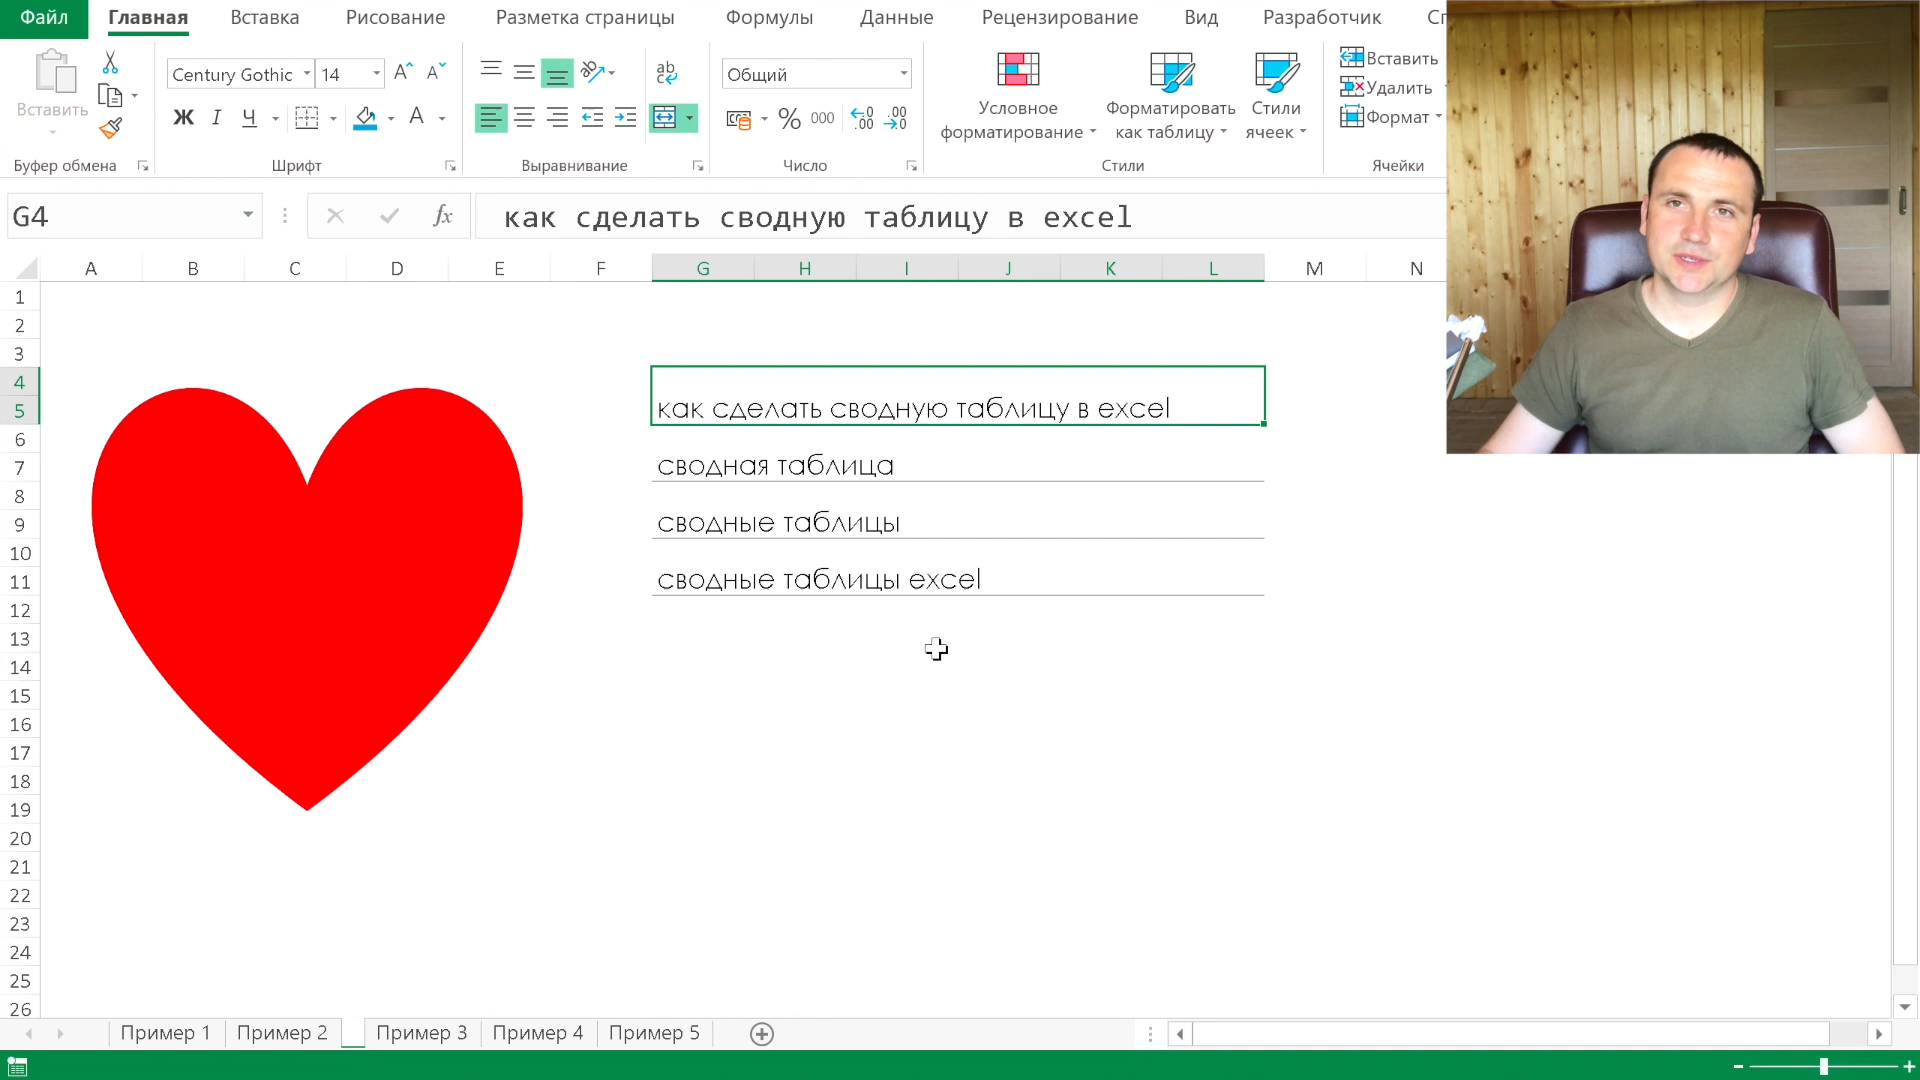 Файл Главная Вставка Рисование Разметка страницы Формулы Данные Рецензирование Вид Разработчик
Вставить
Буфер обмена
Century Gothic 14
Ж И Ч А
Шрифт
ab
Выравнивание
Общий
% 000
Число
Условное форматирование
Форматировать как таблицу
Стили ячеек
Стили
Вставить
Удалить
Формат
Ячейки
G4 fx как сделать сводную таблицу в excel
A B C D E F G H I J K L M N
1
2
3
4
5 как сделать сводную таблицу в excel
6
7 сводная таблица
8
9 сводные таблицы
10
11 сводные таблицы excel
12
13
14
15
16
17
18
19
20
21
22
23
24
25
26
Пример 1 Пример 2 Пример 3 Пример 4 Пример 5